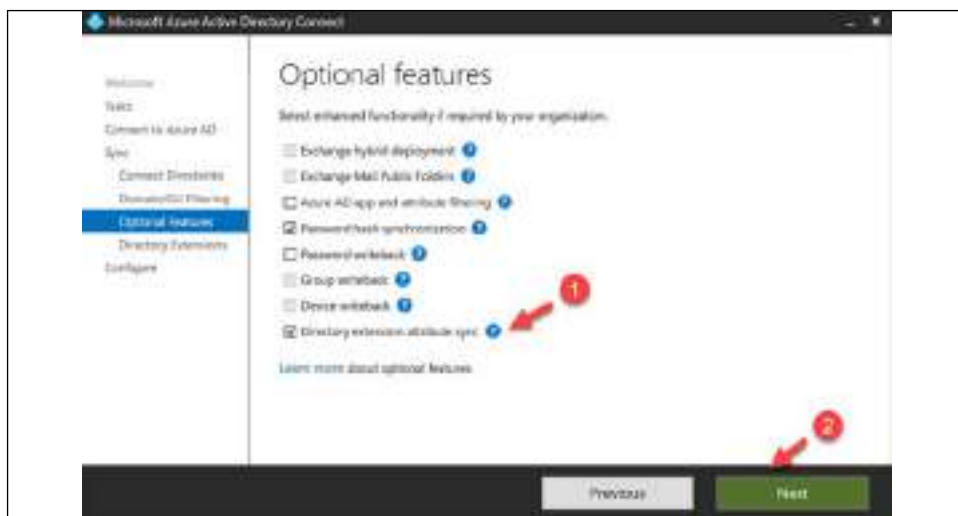 Microsoft Azure Active Directory Connect
Welcome
Tasks
Connect to Azure AD
Sync
Connect Directories
Domain/OU Filtering
Optional Features
Directory Extensions
Configure
Optional features
Select enhanced functionality if required by your organization.
Exchange hybrid deployment ?
Exchange Mail Public Folders ?
Azure AD app and attribute filtering ?
Password hash synchronization ?
Password writeback ?
Group writeback ?
Device writeback ?
Directory extension attribute sync ?
1
Learn more about optional features
2
Previous
Next